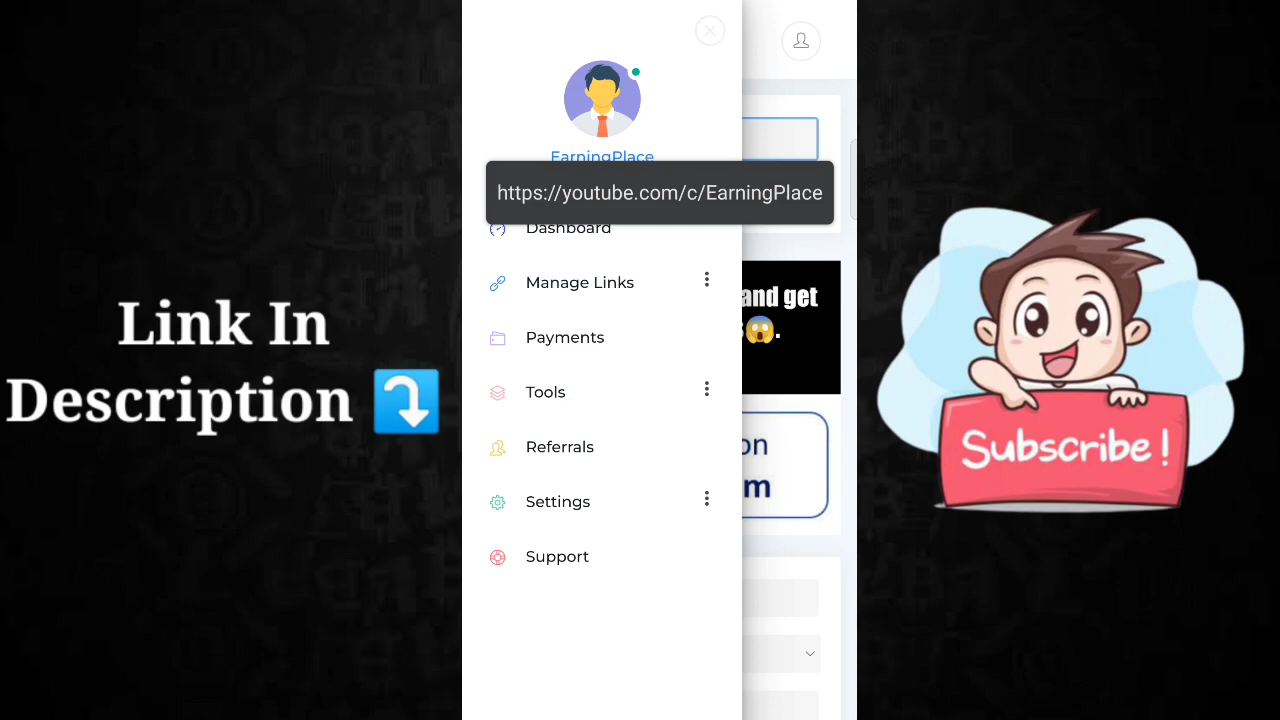 Link In
Description
EarningPlace
https://youtube.com/c/EarningPlace
Dashboard
Manage Links
Payments
Tools
Referrals
Settings
Support
and get
on
m
Subscribe!